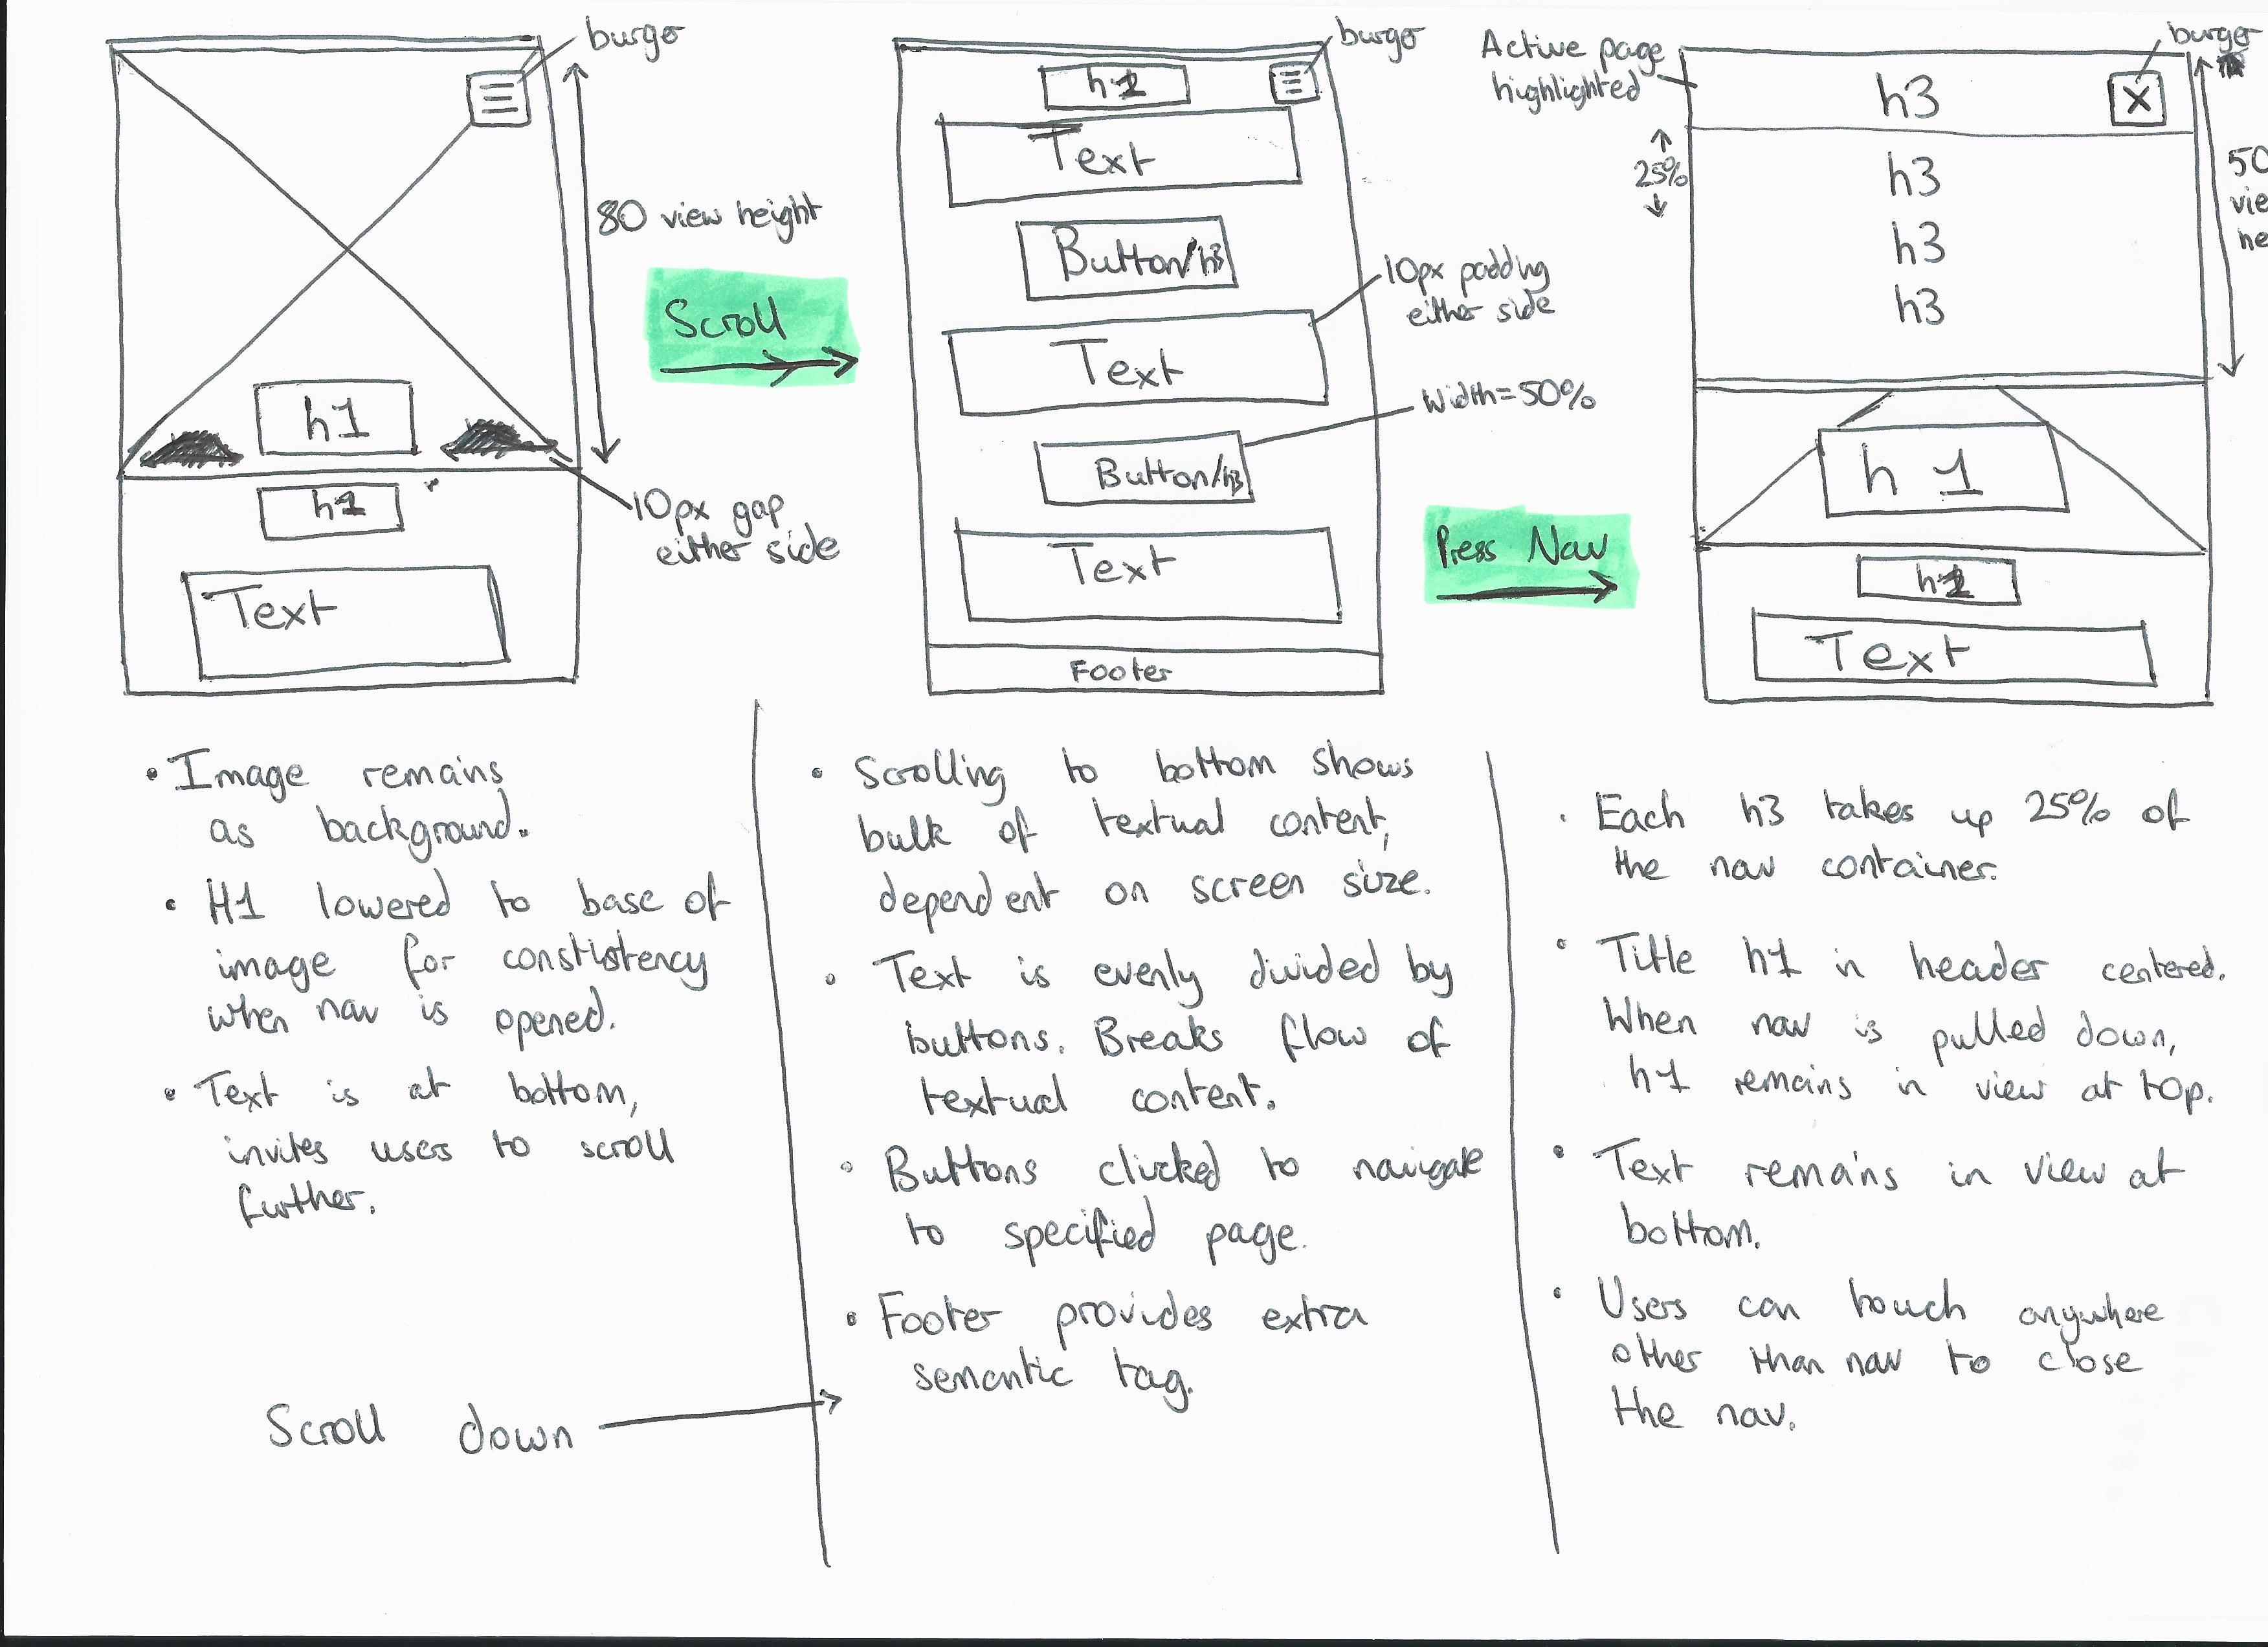 burger
h1
h1
Text
80 view height
10px gap
either side
Scroll
burger
Text
Button/h3
Text
Button/h3
Text
Footer
10px padding
either side
Width=50%
Press Nav
Active page
highlighted
25%
burger
X
h3
h3
h3
h3
50
vie
he
h1
Text
• Image remains
as background.
• H1 lowered to base of
image for constistency
when nav is opened.
• Text is at bottom,
invites users to scroll
further.
Scroll down
• Scrolling to bottom shows
bulk of textual content,
dependent on screen size.
• Text is evenly divided by
buttons. Breaks flow of
textual content.
• Buttons clicked to navigate
to specified page.
• Footer provides extra
semantic tag.
• Each h3 takes up 25% of
the nav container.
• Title h1 in header centered.
When nav is pulled down,
h1 remains in view at top.
• Text remains in view at
bottom.
• Users can touch anywhere
other than nav to close
the nav.